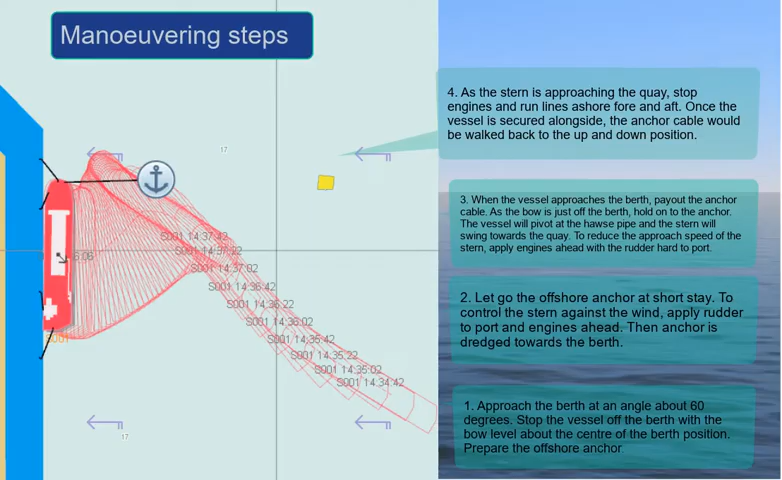 Manoeuvering steps
17
S001 14:37:42
S001 14:37:22
S001 14:37:02
S001 14:36:42
S001 14:36:22
S001 14:36:02
S001 14:35:42
S001 14:35:22
S001 14:35:02
S001 14:34:42
S001
17
4. As the stern is approaching the quay, stop
engines and run lines ashore fore and aft. Once the
vessel is secured alongside, the anchor cable would
be walked back to the up and down position.
3. When the vessel approaches the berth, payout the anchor
cable. As the bow is just off the berth, hold on to the anchor.
The vessel will pivot at the hawse pipe and the stern will
swing towards the quay. To reduce the approach speed of the
stern, apply engines ahead with the rudder hard to port.
2. Let go the offshore anchor at short stay. To
control the stern against the wind, apply rudder
to port and engines ahead. Then anchor is
dredged towards the berth.
1. Approach the berth at an angle about 60
degrees. Stop the vessel off the berth with the
bow level about the centre of the berth position.
Prepare the offshore anchor